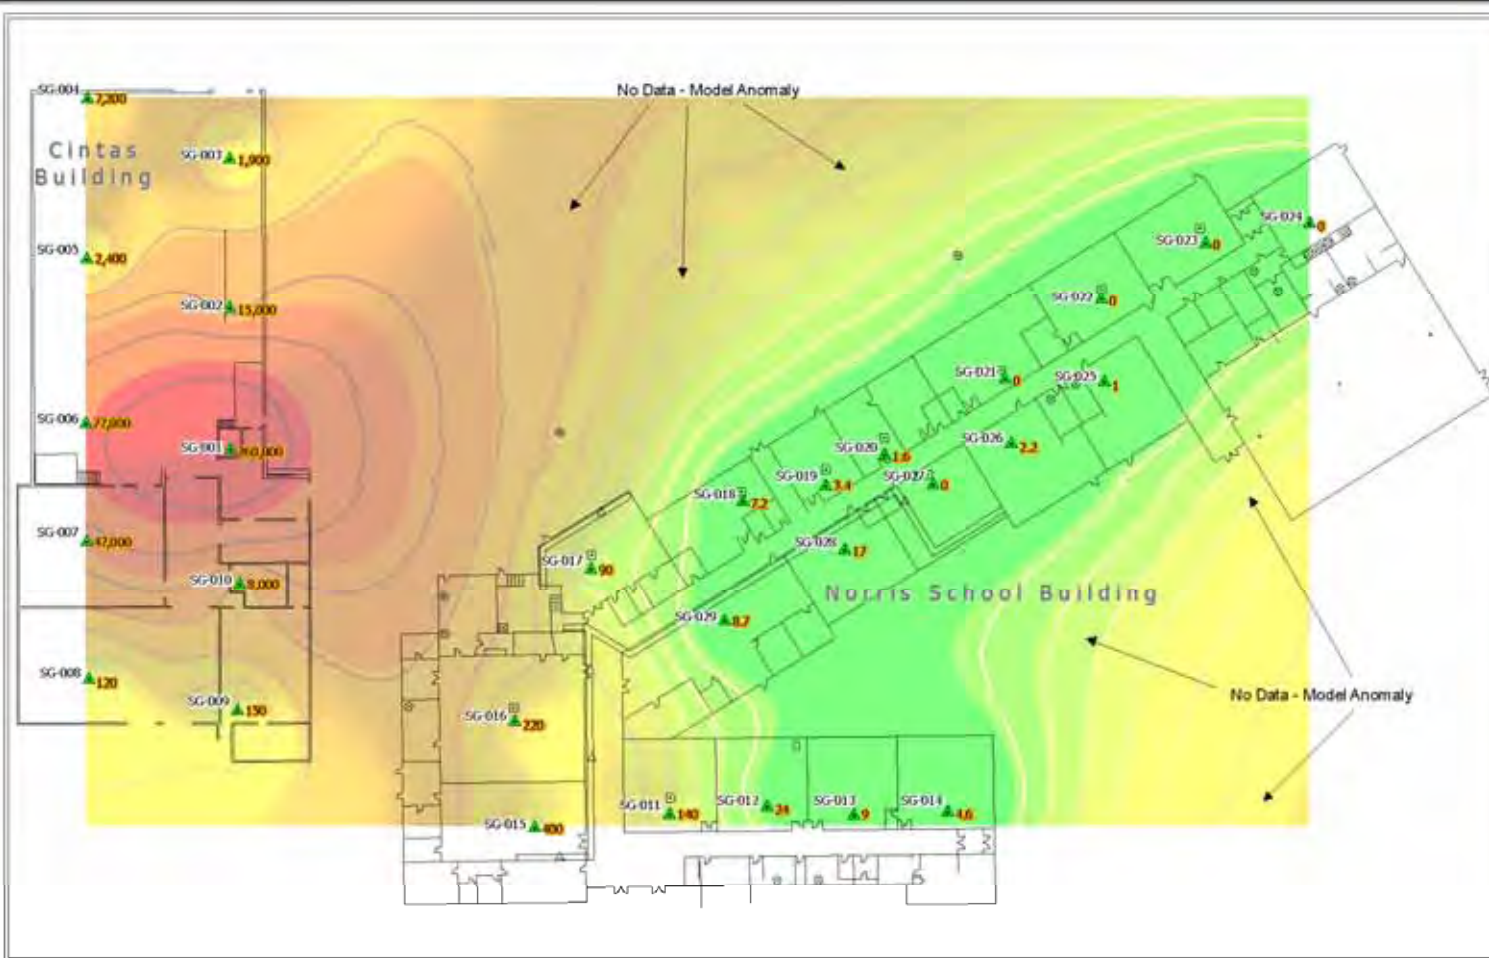 No Data - Model Anomaly
SG-004
7,200
Cintas
Building
SG-003
1,900
SG-005
2,400
SG-002
15,000
SG-006
77,000
SG-001
SG-007
47,000
SG-010
8,000
SG-008
120
SG-009
130
SG-016
220
SG-015
400
SG-017
90
SG-018
7.2
SG-019
3.4
SG-020
1.6
SG-021
0
SG-022
0
SG-023
0
SG-024
0
SG-025
1
SG-026
2.2
SG-027
0
SG-028
17
SG-029
8.7
Norris School Building
No Data - Model Anomaly
SG-011
140
SG-012
24
SG-013
9
SG-014
4.6